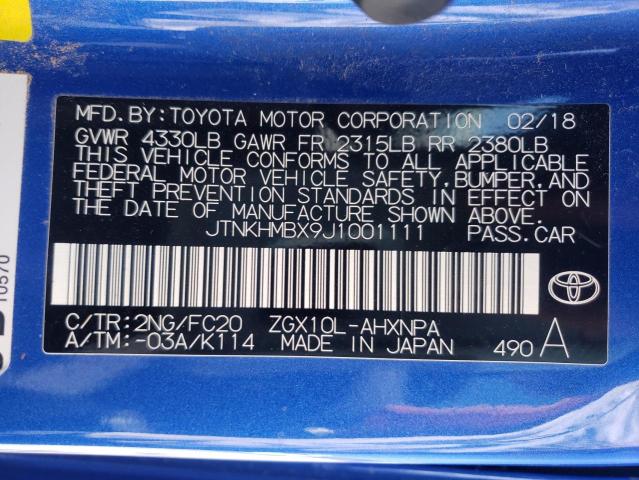 MFD.BY:TOYOTA MOTOR CORPORATION 02/18
GVWR 4330LB GAWR FR 2315LB RR 2380LB
THIS VEHICLE CONFORMS TO ALL APPLICABLE
FEDERAL MOTOR VEHICLE SAFETY,BUMPER,AND
THEFT PREVENTION STANDARDS IN EFFECT ON
THE DATE OF MANUFACTURE SHOWN ABOVE.
JTNKHMBX9J1001111 PASS.CAR
C/TR:2NG/FC20 ZGX10L-AHXNPA
A/TM:-03A/K114 MADE IN JAPAN 490 A
TOYOTA
10570